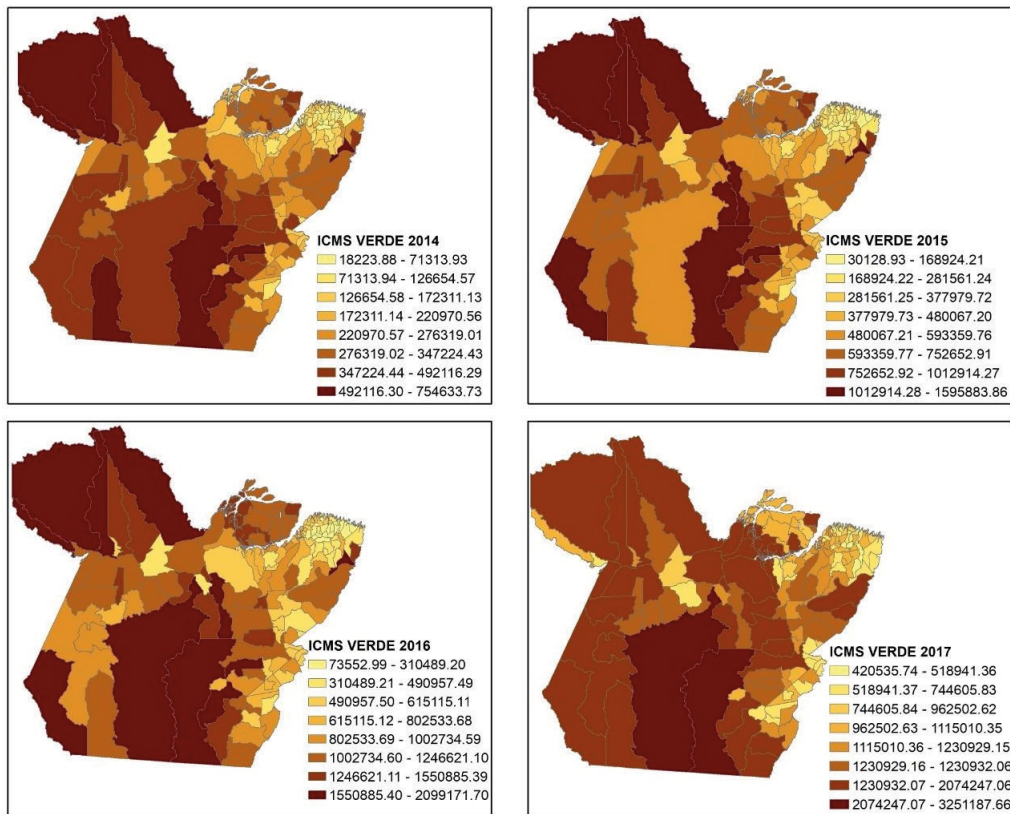 ICMS VERDE 2014
18223.88 - 71313.93
71313.94 - 126654.57
126654.58 - 172311.13
172311.14 - 220970.56
220970.57 - 276319.01
276319.02 - 347224.43
347224.44 - 492116.29
492116.30 - 754633.73
ICMS VERDE 2015
30128.93 - 168924.21
168924.22 - 281561.24
281561.25 - 377979.72
377979.73 - 480067.20
480067.21 - 593359.76
593359.77 - 752652.91
752652.92 - 1012914.27
1012914.28 - 1595883.86
ICMS VERDE 2016
73552.99 - 310489.20
310489.21 - 490957.49
490957.50 - 615115.11
615115.12 - 802533.68
802533.69 - 1002734.59
1002734.60 - 1246621.10
1246621.11 - 1550885.39
1550885.40 - 2099171.70
ICMS VERDE 2017
420535.74 - 518941.36
518941.37 - 744605.83
744605.84 - 962502.62
962502.63 - 1115010.35
1115010.36 - 1230929.15
1230929.16 - 1230932.06
1230932.07 - 2074247.06
2074247.07 - 3251187.66